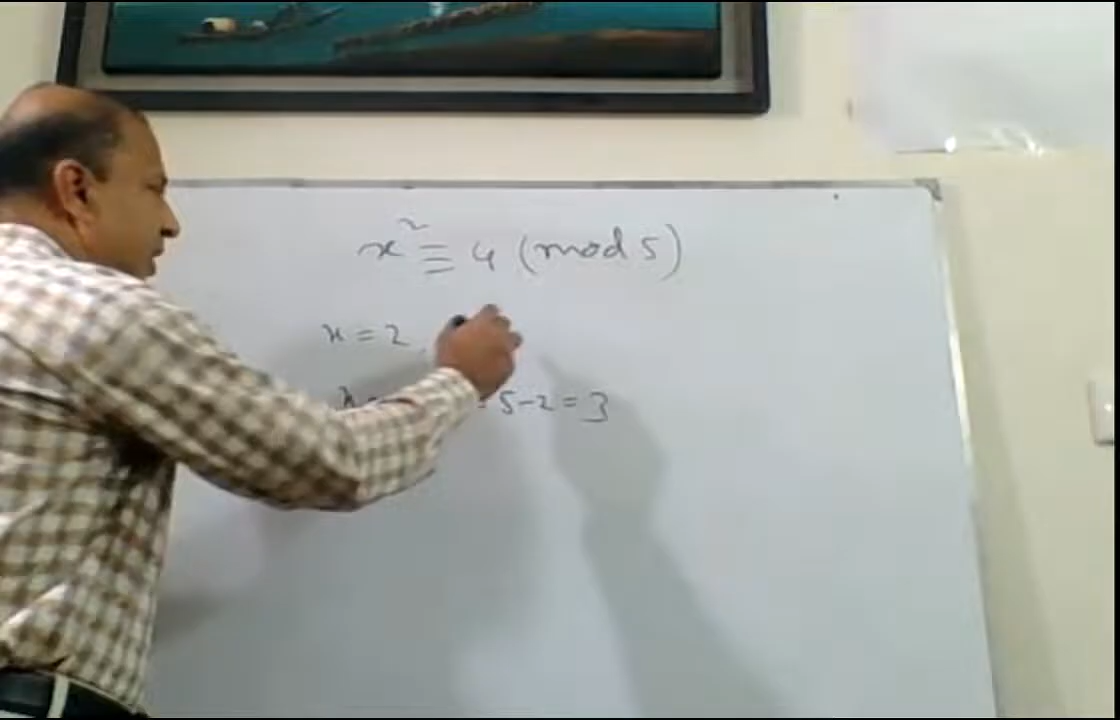 x² ≡ 4 (mod 5)
x = 2,
x = 5-2 = 3